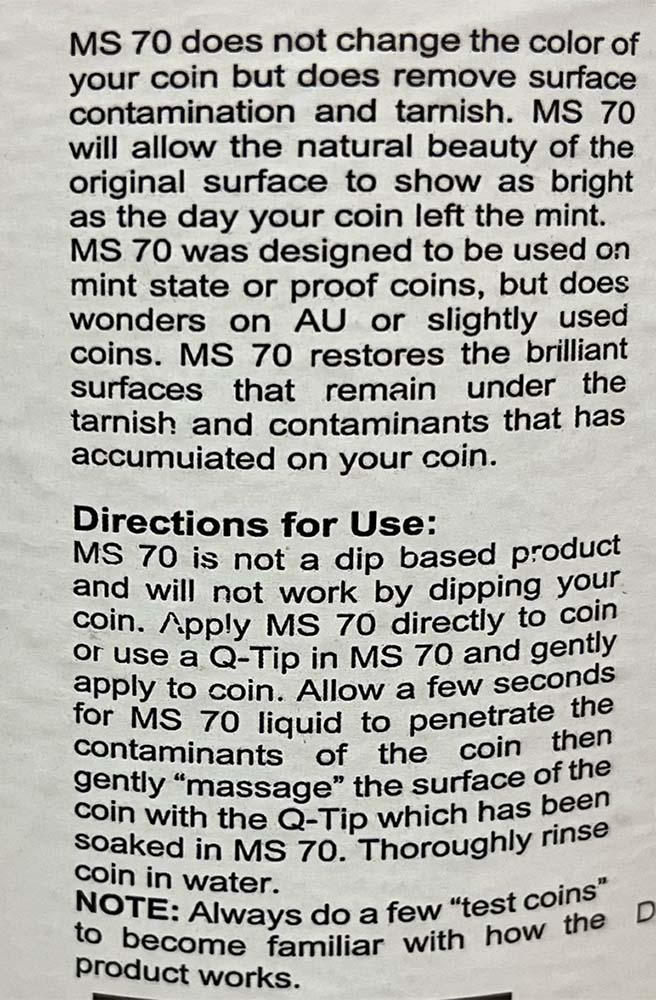 MS 70 does not change the color of
your coin but does remove surface
contamination and tarnish. MS 70
will allow the natural beauty of the
original surface to show as bright
as the day your coin left the mint.
MS 70 was designed to be used on
mint state or proof coins, but does
wonders on AU or slightly used
coins. MS 70 restores the brilliant
surfaces that remain under the
tarnish and contaminants that has
accumuiated on your coin.
Directions for Use:
MS 70 is not a dip based product
and will not work by dipping your
coin. Apply MS 70 directly to coin
or use a Q-Tip in MS 70 and gently
apply to coin. Allow a few seconds
for MS 70 liquid to penetrate the
contaminants of the coin then
gently “massage” the surface of the
coin with the Q-Tip which has been
soaked in MS 70. Thoroughly rinse
coin in water.
NOTE: Always do a few “test coins”
to become familiar with how the
product works.
D